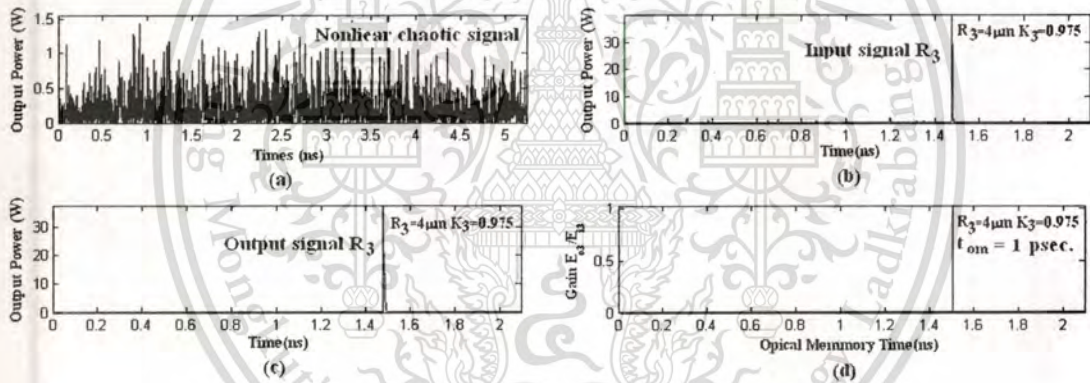 Output Power (W)
1.5
1
0.5
0
Nonlinear chaotic signal
0 0.5 1 1.5 2 2.5 3 3.5 4 4.5 5
Times (ns)
(a)
Output Power (W)
30
20
10
0
Input signal R3
R3=4μm K3=0.975
0 0.2 0.4 0.6 0.8 1 1.2 1.4 1.6 1.8 2
Time(ns)
(b)
Output Power (W)
30
20
10
0
Output signal R3
R3=4μm K3=0.975
0 0.2 0.4 0.6 0.8 1 1.2 1.4 1.6 1.8 2
Time(ns)
(c)
1
0.5
0
R3=4μm K3=0.975
t om = 1 psec.
0 0.2 0.4 0.6 0.8 1 1.2 1.4 1.6 1.8 2
Optical Memmory Time(ns)
(d)
Ladkrabang